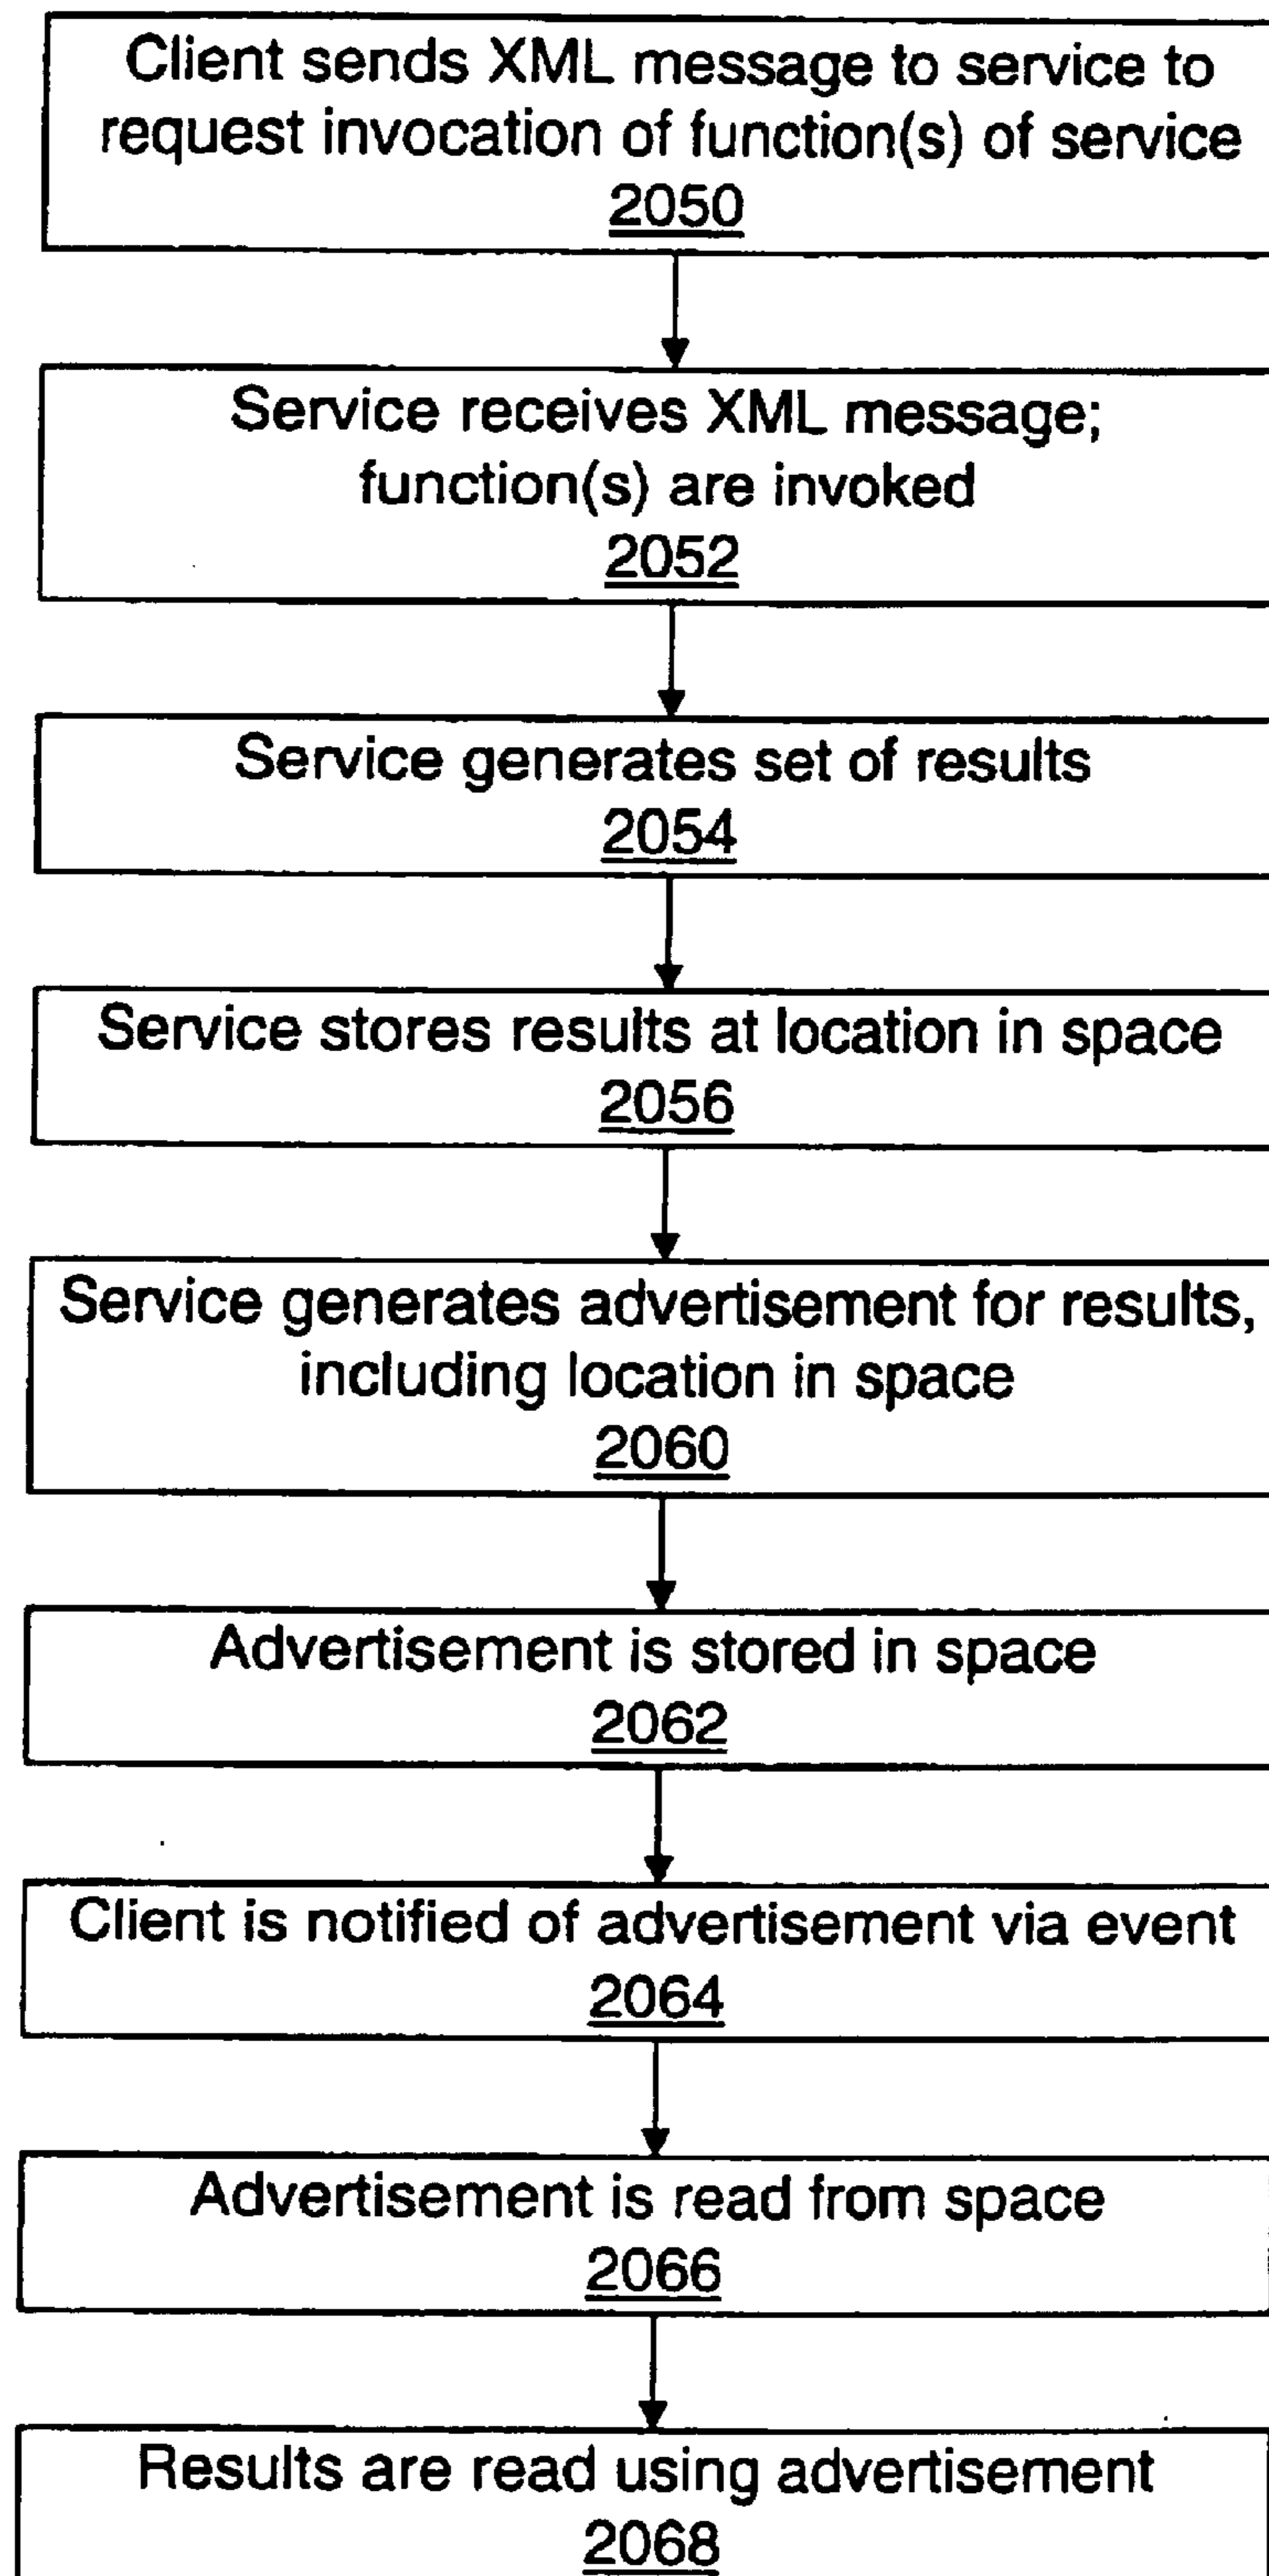 Client sends XML message to service to
request invocation of function(s) of service
2050
Service receives XML message;
function(s) are invoked
2052
Service generates set of results
2054
Service stores results at location in space
2056
Service generates advertisement for results,
including location in space
2060
Advertisement is stored in space
2062
Client is notified of advertisement via event
2064
Advertisement is read from space
2066
Results are read using advertisement
2068